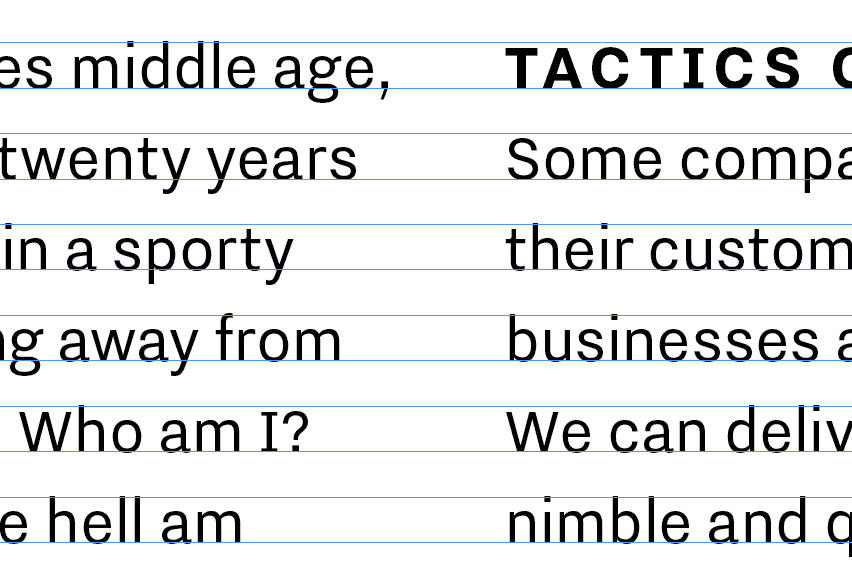 es middle age,
twenty years
in a sporty
ng away from
Who am I?
e hell am
TACTICS
Some compa
their custom
businesses a
We can deliv
nimble and q